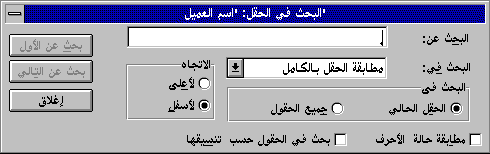 البحث في الحقل: 'اسم العميل'
البحث عن:
بحث عن الأول
البحث في:
مطابقة الحقل بالكامل
الاتجاه
بحث عن التالي
لأعلى
لأسفل
البحث فى
الحقل الحالي
جميع الحقول
إغلاق
مطابقة حالة الأحرف
بحث في الحقول حسب تنسيقها